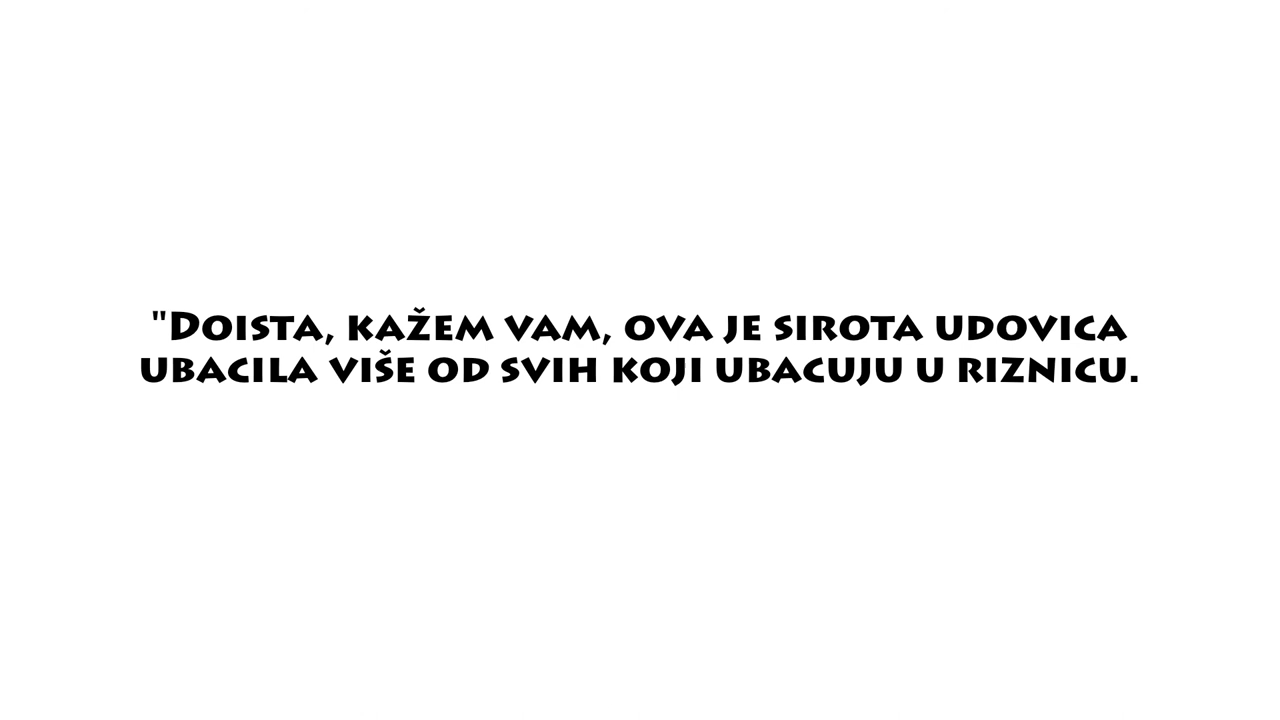 "Doista, kažem vam, ova je sirota udovica
ubacila više od svih koji ubacuju u riznicu.